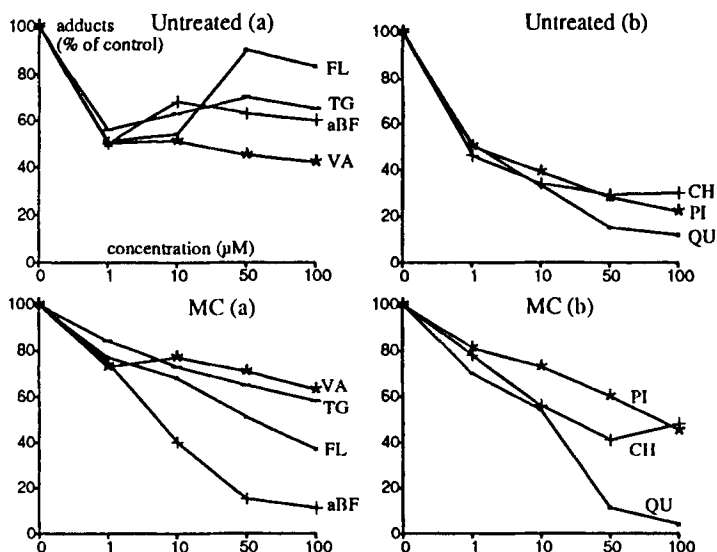 Untreated (a)
100
80
60
40
20
0
adducts
(% of control)
FL
TG
aBF
VA
concentration (µM)
0 1 10 50 100
Untreated (b)
100
80
60
40
20
0
CH
PI
QU
0 1 10 50 100
MC (a)
100
80
60
40
20
0
VA
TG
FL
aBF
0 1 10 50 100
MC (b)
100
80
60
40
20
0
PI
CH
QU
0 1 10 50 100